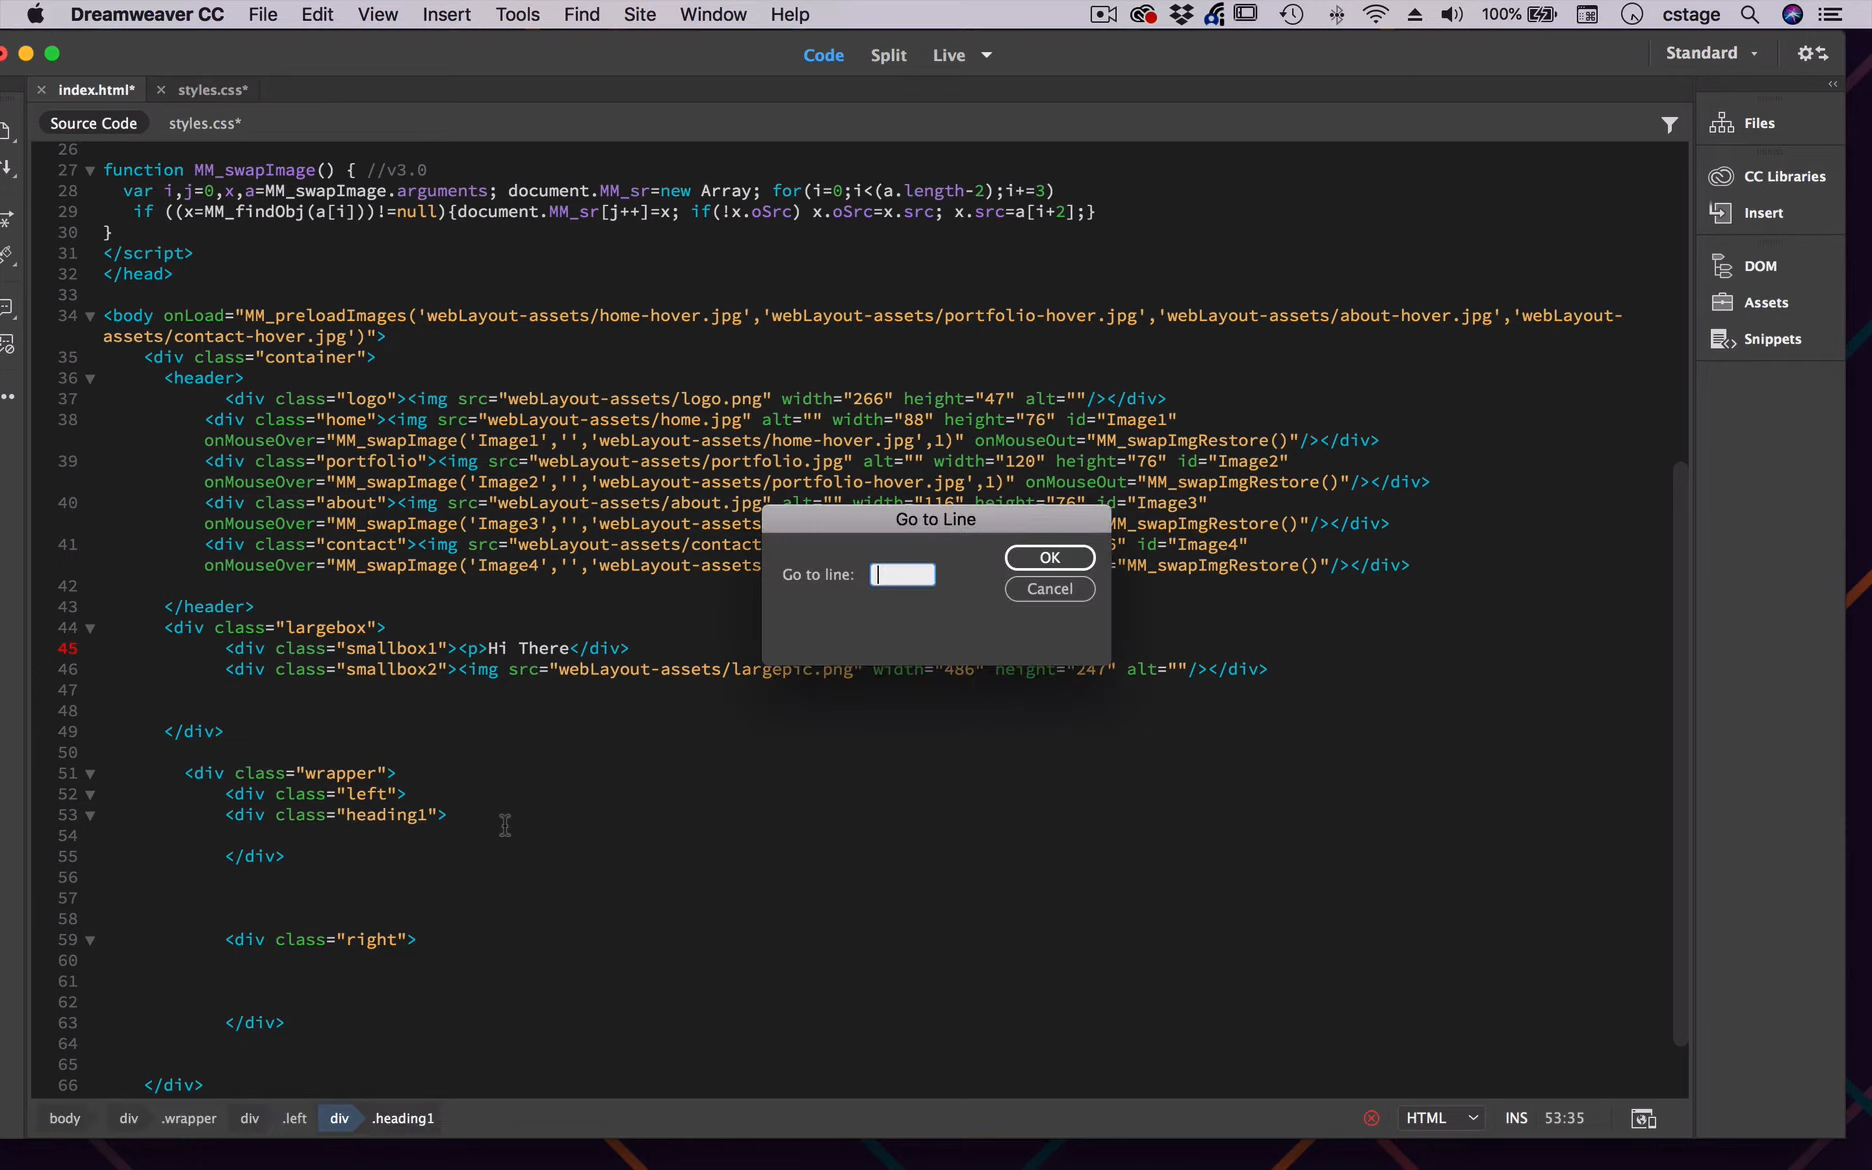 Dreamweaver CC File Edit View Insert Tools Find Site Window Help 100% cstage
Code Split Live Standard
index.html* styles.css*
Source Code styles.css*
Files
CC Libraries
Insert
DOM
Assets
Snippets
26
27 function MM_swapImage() { //v3.0
28 var i,j=0,x,a=MM_swapImage.arguments; document.MM_sr=new Array; for(i=0;i<(a.length-2);i+=3)
29 if ((x=MM_findObj(a[i]))!=null){document.MM_sr[j++]=x; if(!x.oSrc) x.oSrc=x.src; x.src=a[i+2];}
30 }
31 </script>
32 </head>
33
34 <body onLoad="MM_preloadImages('webLayout-assets/home-hover.jpg','webLayout-assets/portfolio-hover.jpg','webLayout-assets/about-hover.jpg','webLayout-
assets/contact-hover.jpg')">
35 <div class="container">
36 <header>
37 <div class="logo"><img src="webLayout-assets/logo.png" width="266" height="47" alt=""/></div>
38 <div class="home"><img src="webLayout-assets/home.jpg" alt="" width="88" height="76" id="Image1"
onMouseOver="MM_swapImage('Image1','','webLayout-assets/home-hover.jpg',1)" onMouseOut="MM_swapImgRestore()"/></div>
39 <div class="portfolio"><img src="webLayout-assets/portfolio.jpg" alt="" width="120" height="76" id="Image2"
onMouseOver="MM_swapImage('Image2','','webLayout-assets/portfolio-hover.jpg',1)" onMouseOut="MM_swapImgRestore()"/></div>
40 <div class="about"><img src="webLayout-assets/about.jpg" alt="" width="116" height="76" id="Image3"
onMouseOver="MM_swapImage('Image3','','webLayout-assets MM_swapImgRestore()"/></div>
41 <div class="contact"><img src="webLayout-assets/contact 6" id="Image4"
onMouseOver="MM_swapImage('Image4','','webLayout-assets ="MM_swapImgRestore()"/></div>
42
43 </header>
44 <div class="largebox">
45 <div class="smallbox1"><p>Hi There</div>
46 <div class="smallbox2"><img src="webLayout-assets/largepic.png" width="486" height="247" alt=""/></div>
47
48
49 </div>
50
51 <div class="wrapper">
52 <div class="left">
53 <div class="heading1">
54
55 </div>
56
57
58
59 <div class="right">
60
61
62
63 </div>
64
65
66 </div>
Go to Line
Go to line:
OK
Cancel
body div .wrapper div .left div .heading1 HTML INS 53:35